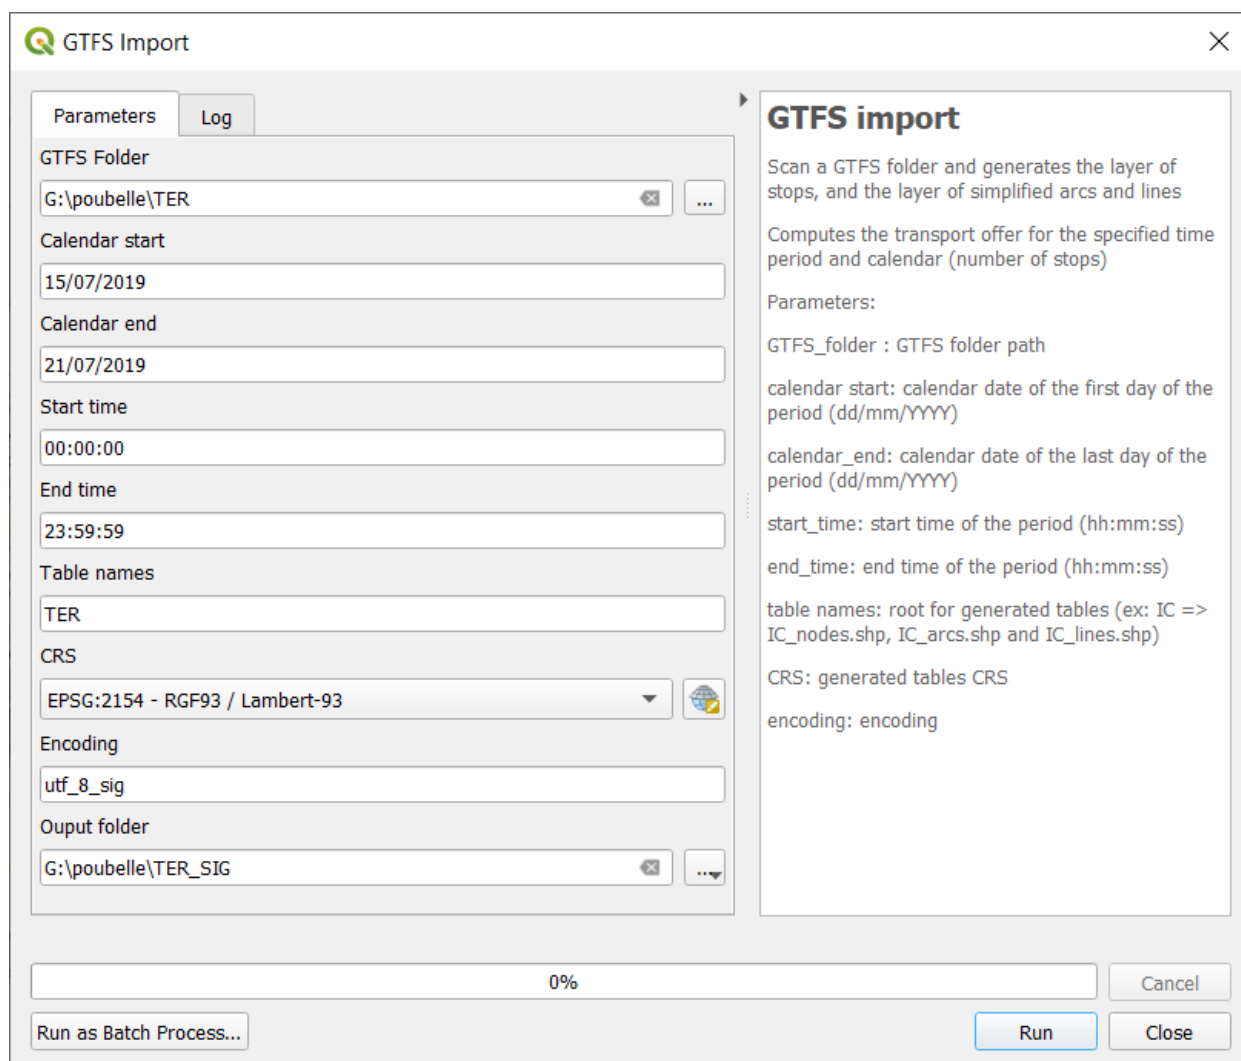 GTFS Import
Parameters
Log
GTFS Folder
G:\poubelle\TER
...
Calendar start
15/07/2019
Calendar end
21/07/2019
Start time
00:00:00
End time
23:59:59
Table names
TER
CRS
EPSG:2154 - RGF93 / Lambert-93
Encoding
utf_8_sig
Ouput folder
G:\poubelle\TER_SIG
...
GTFS import
Scan a GTFS folder and generates the layer of
stops, and the layer of simplified arcs and lines
Computes the transport offer for the specified time
period and calendar (number of stops)
Parameters:
GTFS_folder : GTFS folder path
calendar start: calendar date of the first day of the
period (dd/mm/YYYY)
calendar_end: calendar date of the last day of the
period (dd/mm/YYYY)
start_time: start time of the period (hh:mm:ss)
end_time: end time of the period (hh:mm:ss)
table names: root for generated tables (ex: IC =>
IC_nodes.shp, IC_arcs.shp and IC_lines.shp)
CRS: generated tables CRS
encoding: encoding
0%
Cancel
Run as Batch Process...
Run
Close